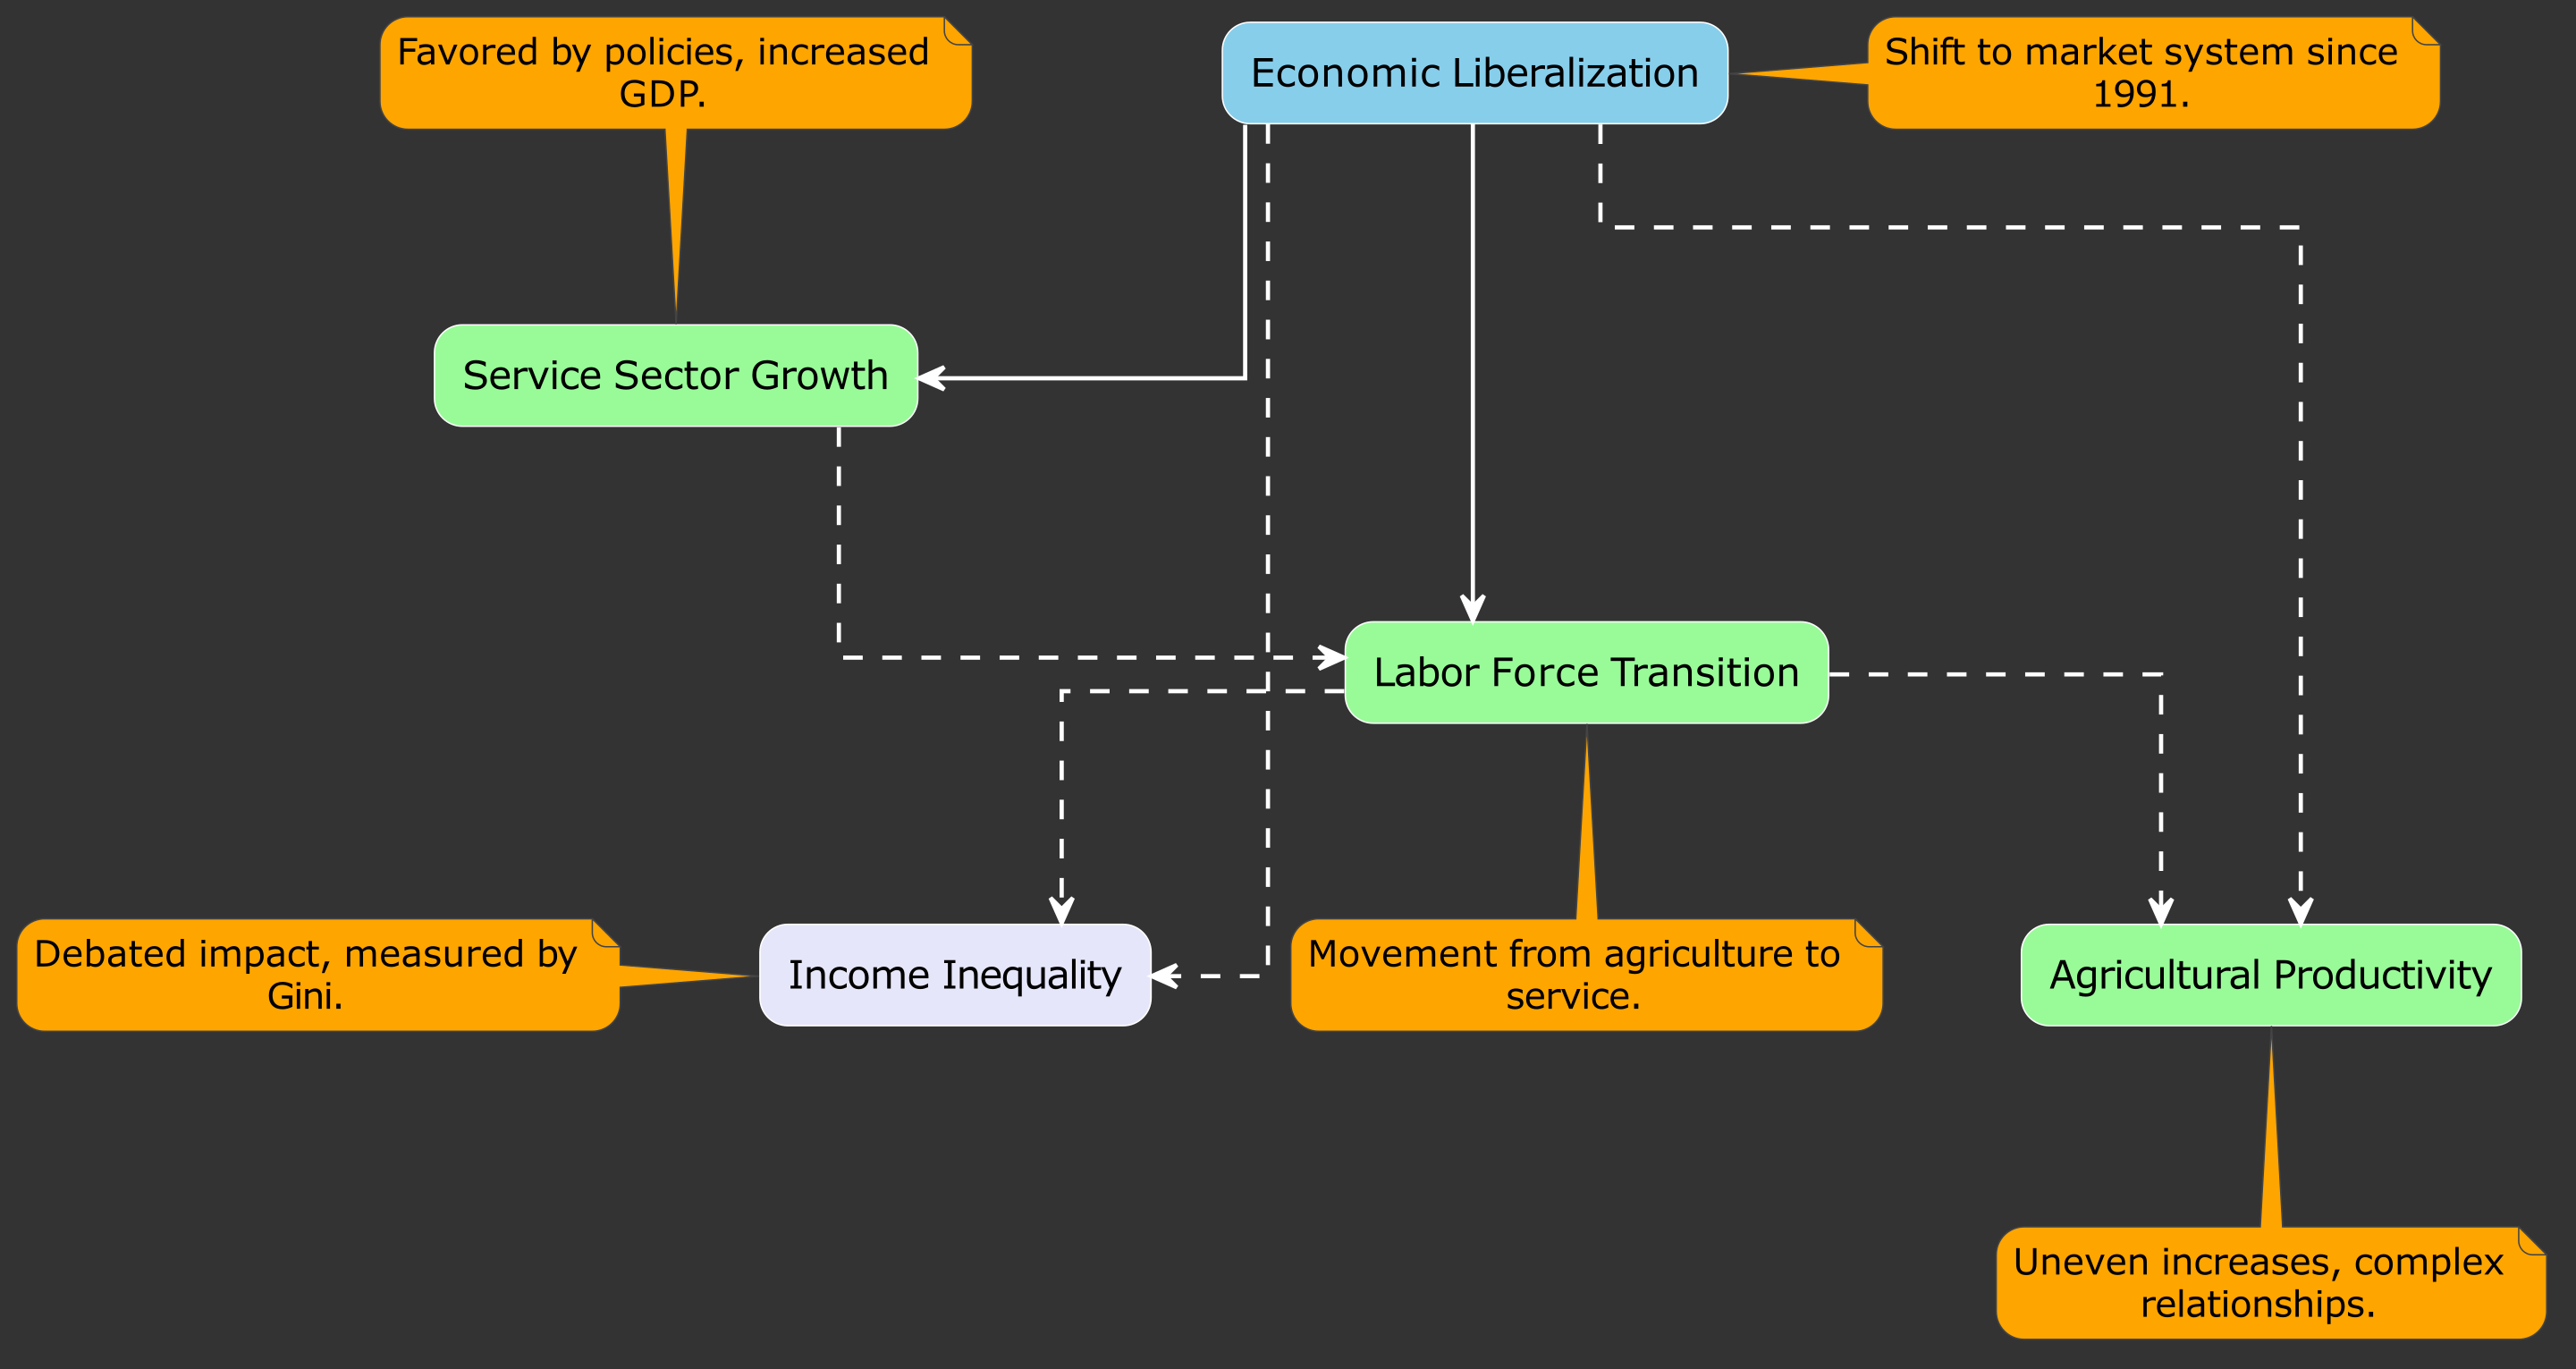 Favored by policies, increased
GDP.
Economic Liberalization
Shift to market system since
1991.
Service Sector Growth
Labor Force Transition
Debated impact, measured by
Gini.
Income Inequality
Movement from agriculture to
service.
Agricultural Productivity
Uneven increases, complex
relationships.